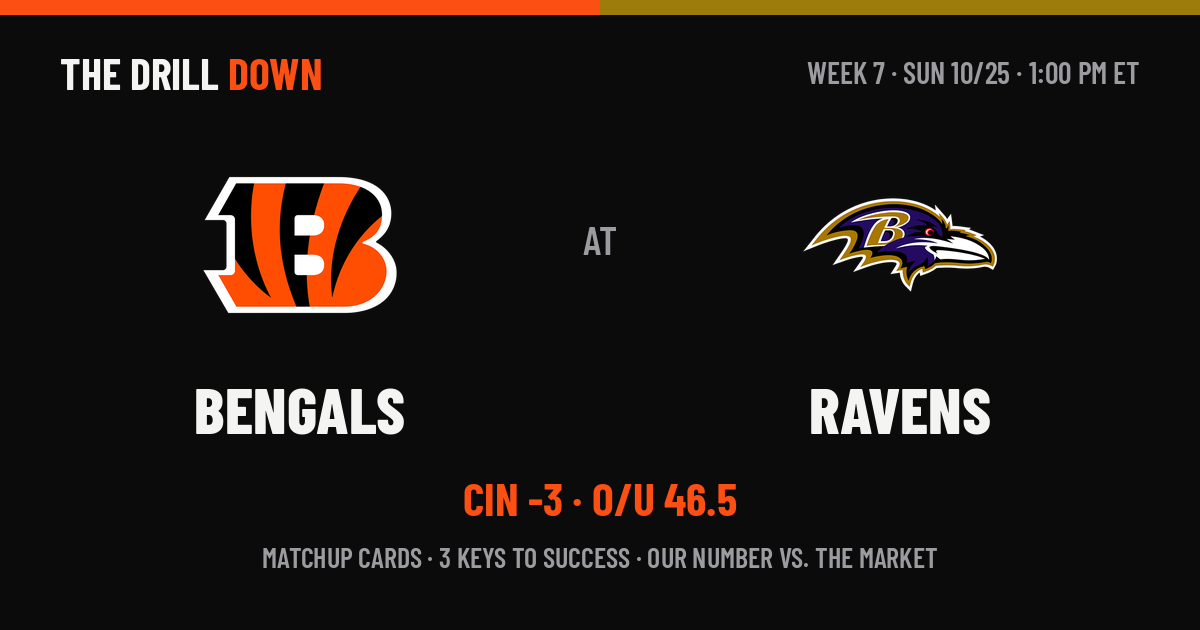 THE DRILL DOWN
WEEK 7 · SUN 10/25 · 1:00 PM ET
B
B
AT
BENGALS
RAVENS
CIN -3 · O/U 46.5
MATCHUP CARDS · 3 KEYS TO SUCCESS · OUR NUMBER VS. THE MARKET